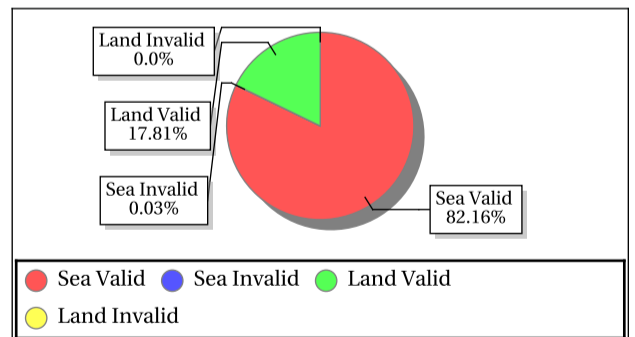 Land Invalid
0.0%
Land Valid
17.81%
Sea Invalid
0.03%
Sea Valid
82.16%
Sea Valid Sea Invalid Land Valid
Land Invalid